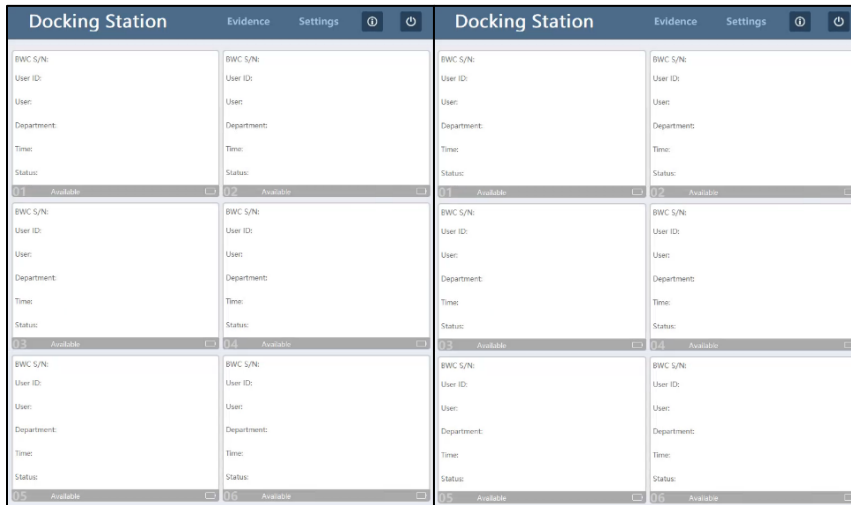 Docking Station Evidence Settings
BWC S/N: BWC S/N:
User ID: User ID:
User: User:
Department: Department:
Time: Time:
Status: Status:
01 Available 02 Available
BWC S/N: BWC S/N:
User ID: User ID:
User: User:
Department: Department:
Time: Time:
Status: Status:
03 Available 04 Available
BWC S/N: BWC S/N:
User ID: User ID:
User: User:
Department: Department:
Time: Time:
Status: Status:
05 Available 06 Available
Docking Station Evidence Settings
BWC S/N: BWC S/N:
User ID: User ID:
User: User:
Department: Department:
Time: Time:
Status: Status:
01 Available 02 Available
BWC S/N: BWC S/N:
User ID: User ID:
User: User:
Department: Department:
Time: Time:
Status: Status:
03 Available 04 Available
BWC S/N: BWC S/N:
User ID: User ID:
User: User:
Department: Department:
Time: Time:
Status: Status:
05 Available 06 Available